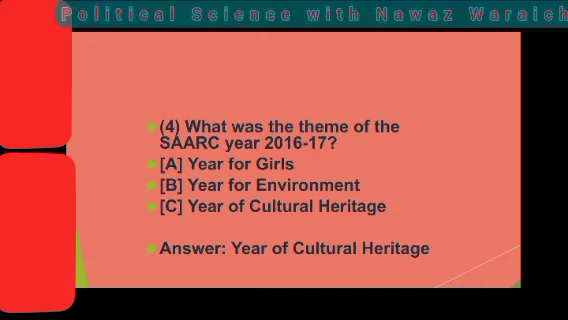 Political Science with Nawaz Waraich
(4) What was the theme of the
SAARC year 2016-17?
[A] Year for Girls
[B] Year for Environment
[C] Year of Cultural Heritage
Answer: Year of Cultural Heritage